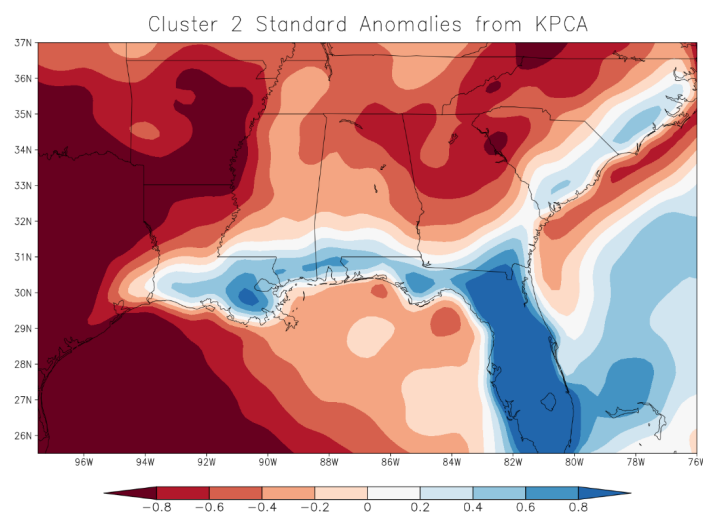 Cluster 2 Standard Anomalies from KPCA
37N
36N
35N
34N
33N
32N
31N
30N
29N
28N
27N
26N
96W 94W 92W 90W 88W 86W 84W 82W 80W 78W 76W
−0.8 −0.6 −0.4 −0.2 0 0.2 0.4 0.6 0.8